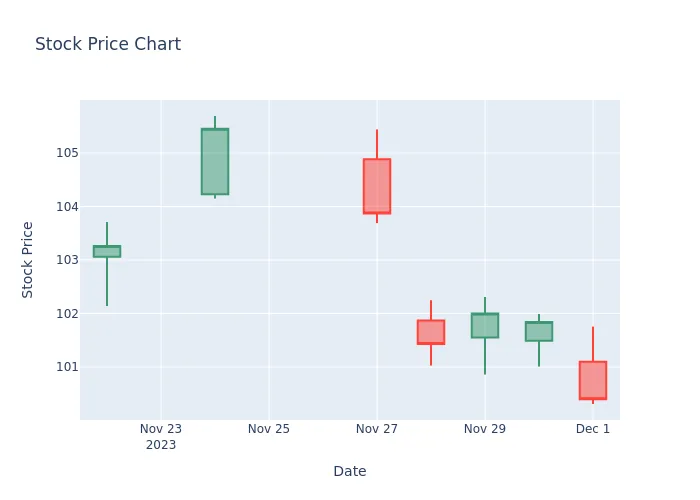 Stock Price Chart
105
104
103
102
101
Stock Price
Nov 23
2023
Nov 25
Nov 27
Nov 29
Dec 1
Date